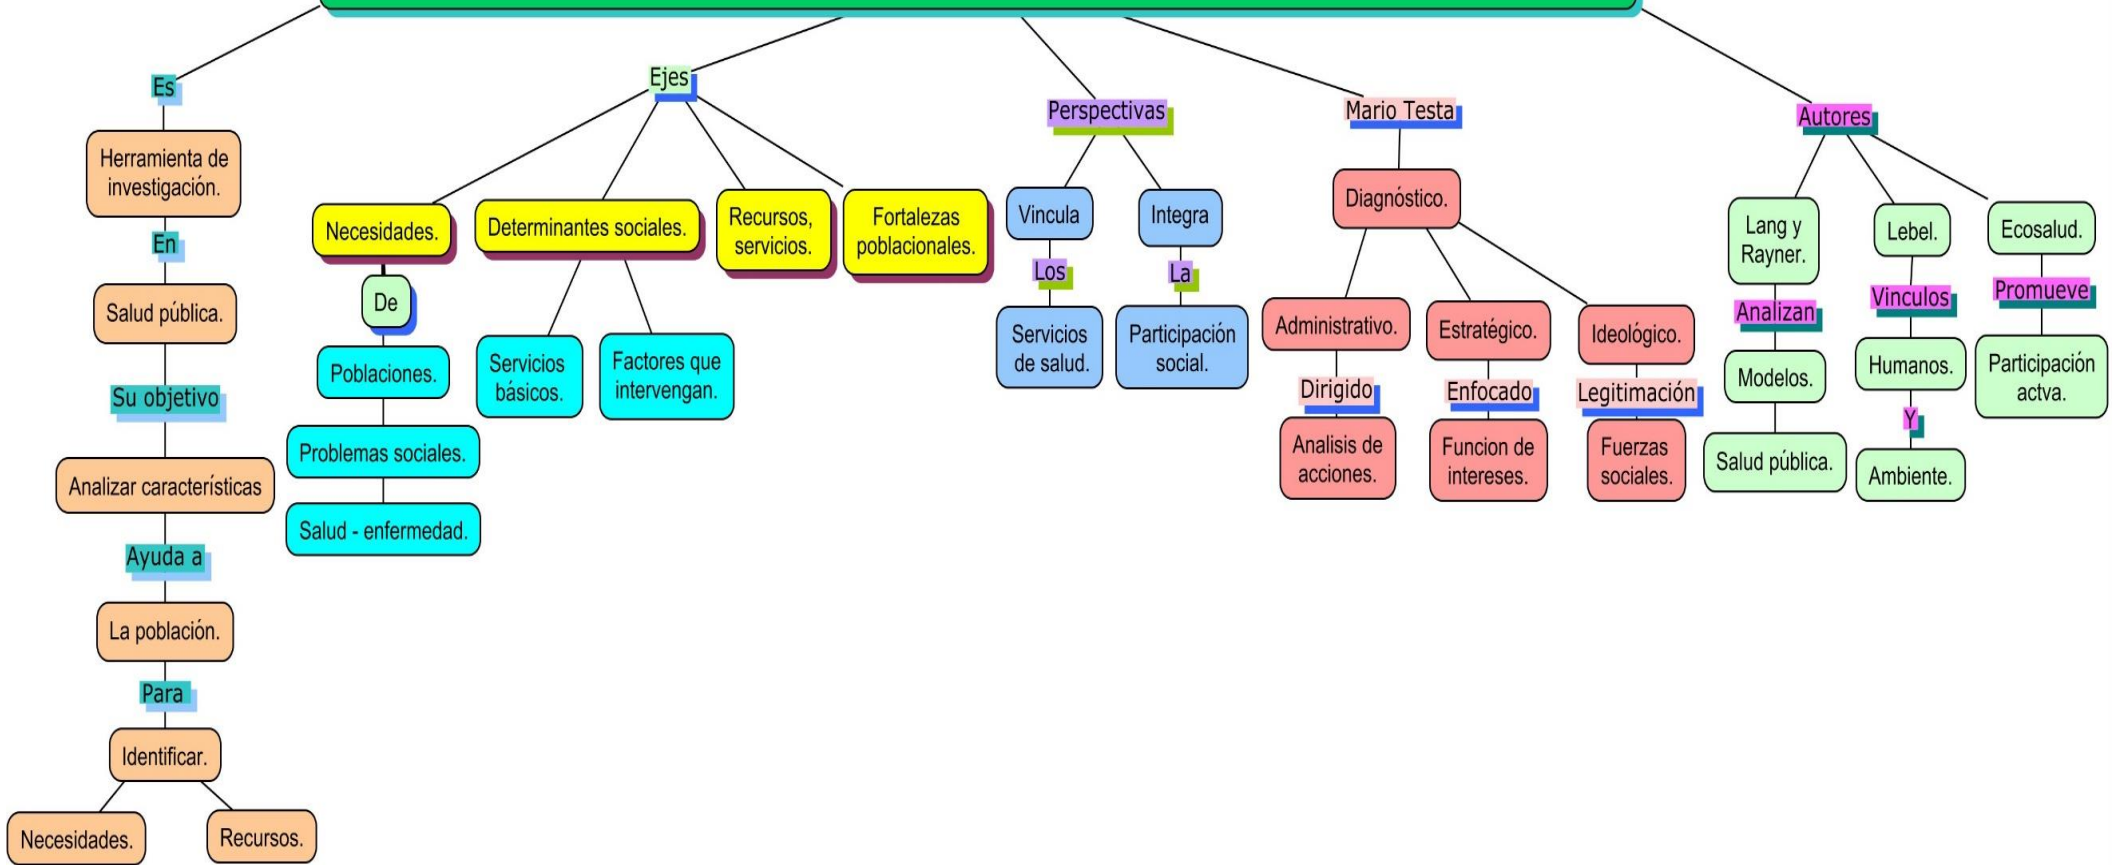 Es
Herramienta de
investigación.
En
Salud pública.
Su objetivo
Analizar características
Ayuda a
La población.
Para
Identificar.
Necesidades.
Recursos.
Ejes
Necesidades.
De
Poblaciones.
Problemas sociales.
Salud - enfermedad.
Determinantes sociales.
Servicios
básicos.
Factores que
intervengan.
Recursos,
servicios.
Fortalezas
poblacionales.
Perspectivas
Vincula
Los
Servicios
de salud.
Integra
La
Participación
social.
Mario Testa
Diagnóstico.
Administrativo.
Dirigido
Analisis de
acciones.
Estratégico.
Enfocado
Funcion de
intereses.
Ideológico.
Legitimación
Fuerzas
sociales.
Autores
Lang y
Rayner.
Analizan
Modelos.
Salud pública.
Lebel.
Vinculos
Humanos.
Y
Ambiente.
Ecosalud.
Promueve
Participación
actva.